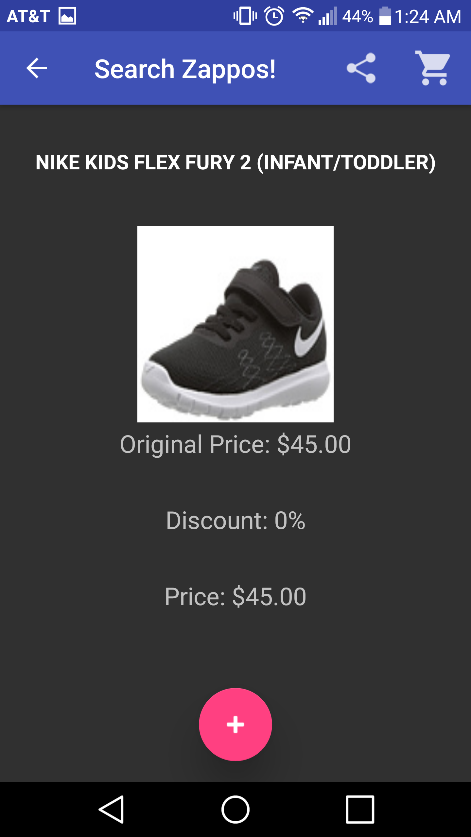 AT&T 44% 1:24 AM
Search Zappos!
NIKE KIDS FLEX FURY 2 (INFANT/TODDLER)
Original Price: $45.00
Discount: 0%
Price: $45.00
+